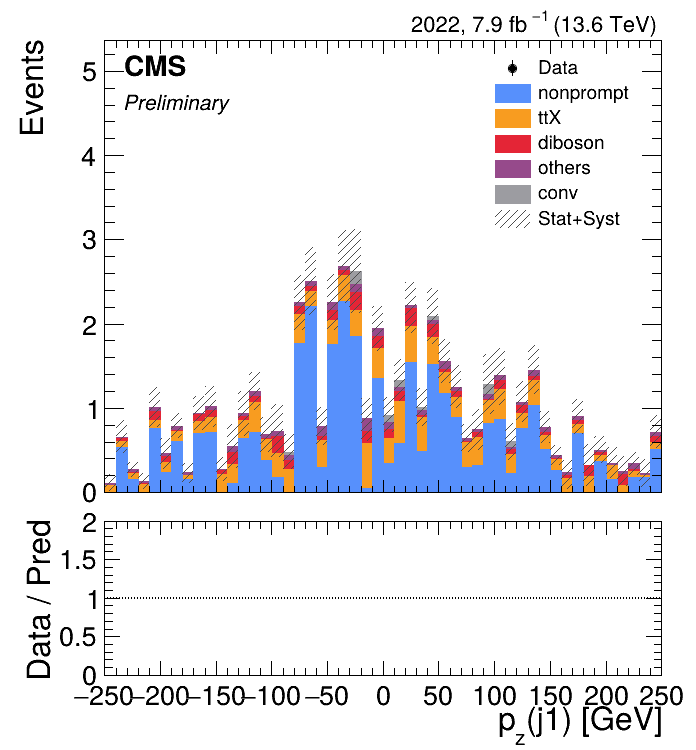 2022, 7.9 fb⁻¹ (13.6 TeV)
Events
CMS
Preliminary
Data
nonprompt
ttX
diboson
others
conv
Stat+Syst
5
4
3
2
1
0
Data / Pred
2
1.5
1
0.5
0
−250 −200 −150 −100 −50 0 50 100 150 200 250
p_z(j1) [GeV]